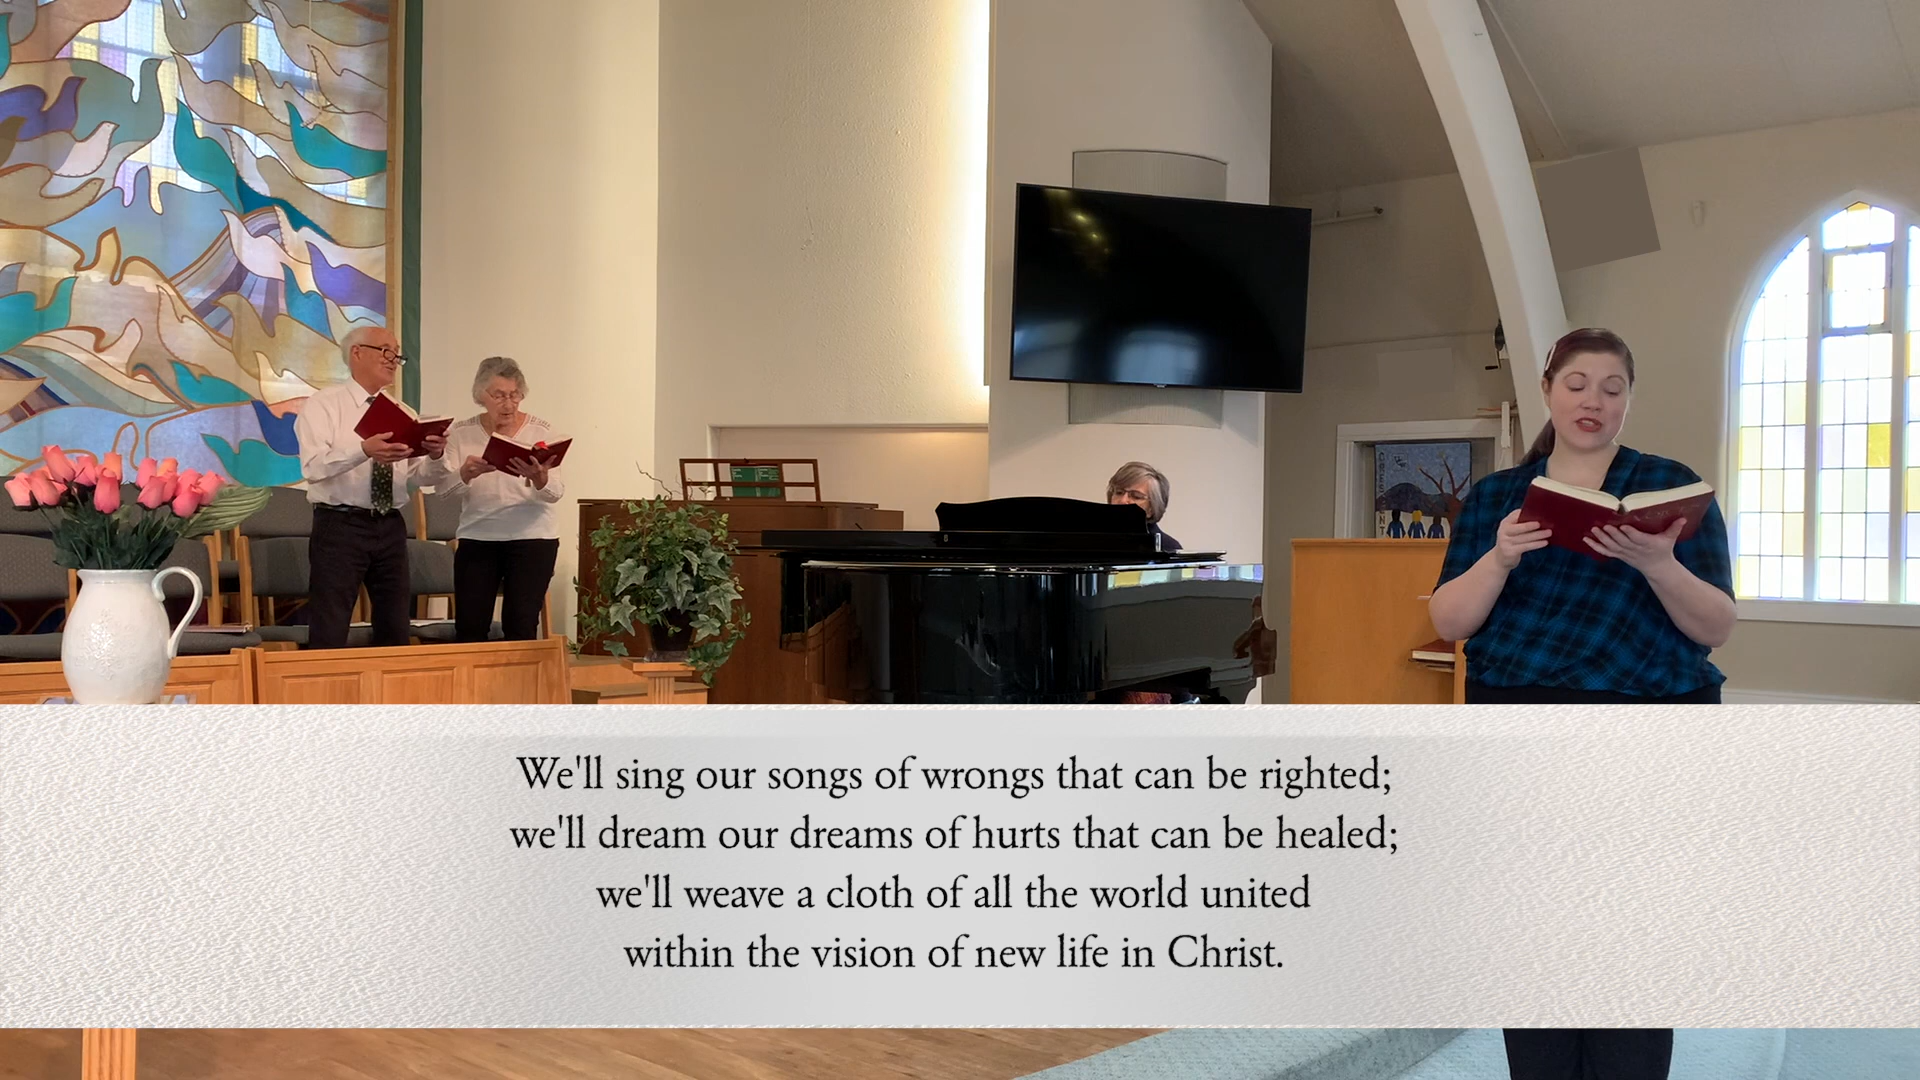 We'll sing our songs of wrongs that can be righted;
we'll dream our dreams of hurts that can be healed;
we'll weave a cloth of all the world united
within the vision of new life in Christ.